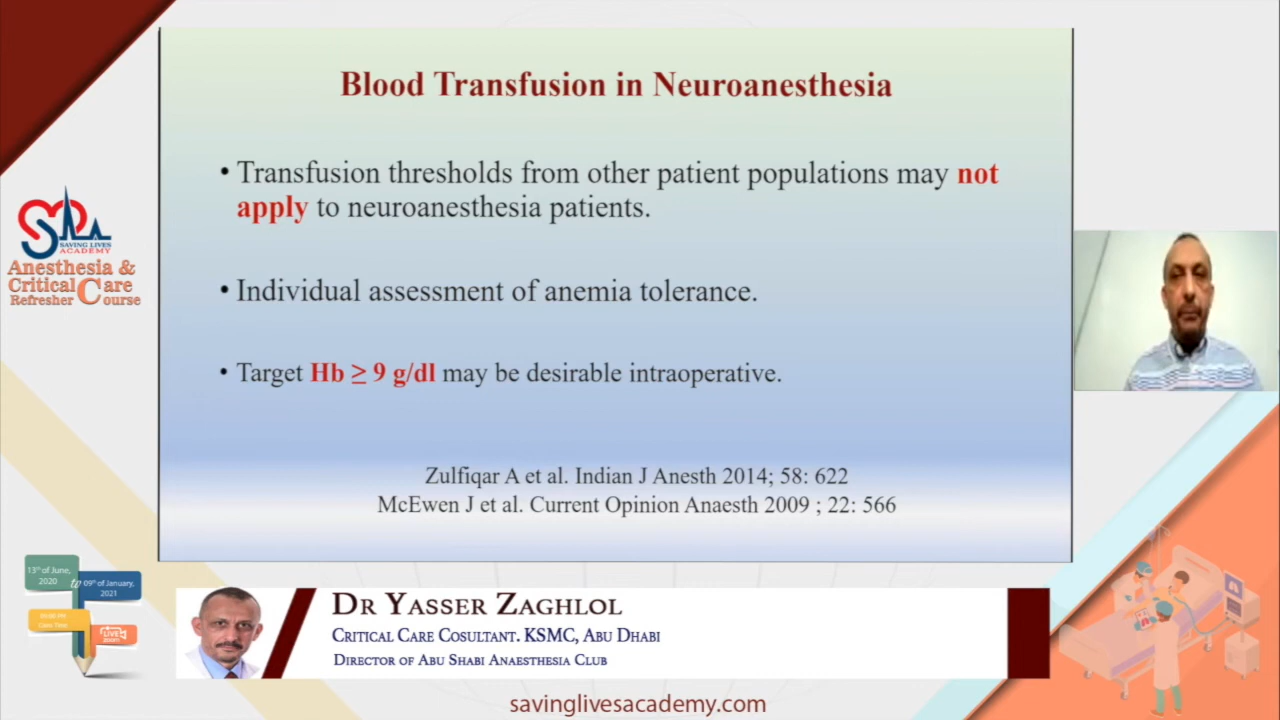 Blood Transfusion in Neuroanesthesia
• Transfusion thresholds from other patient populations may not
apply to neuroanesthesia patients.
• Individual assessment of anemia tolerance.
• Target Hb ≥ 9 g/dl may be desirable intraoperative.
Zulfiqar A et al. Indian J Anesth 2014; 58: 622
McEwen J et al. Current Opinion Anaesth 2009 ; 22: 566
SAVING LIVES
ACADEMY
Anesthesia &
Critical Care
Refresher Course
13th of June,
2020
to
09th of January,
2021
LIVE
DR YASSER ZAGHLOL
CRITICAL CARE COSULTANT. KSMC, ABU DHABI
DIRECTOR OF ABU SHABI ANAESTHESIA CLUB
savinglivesacademy.com